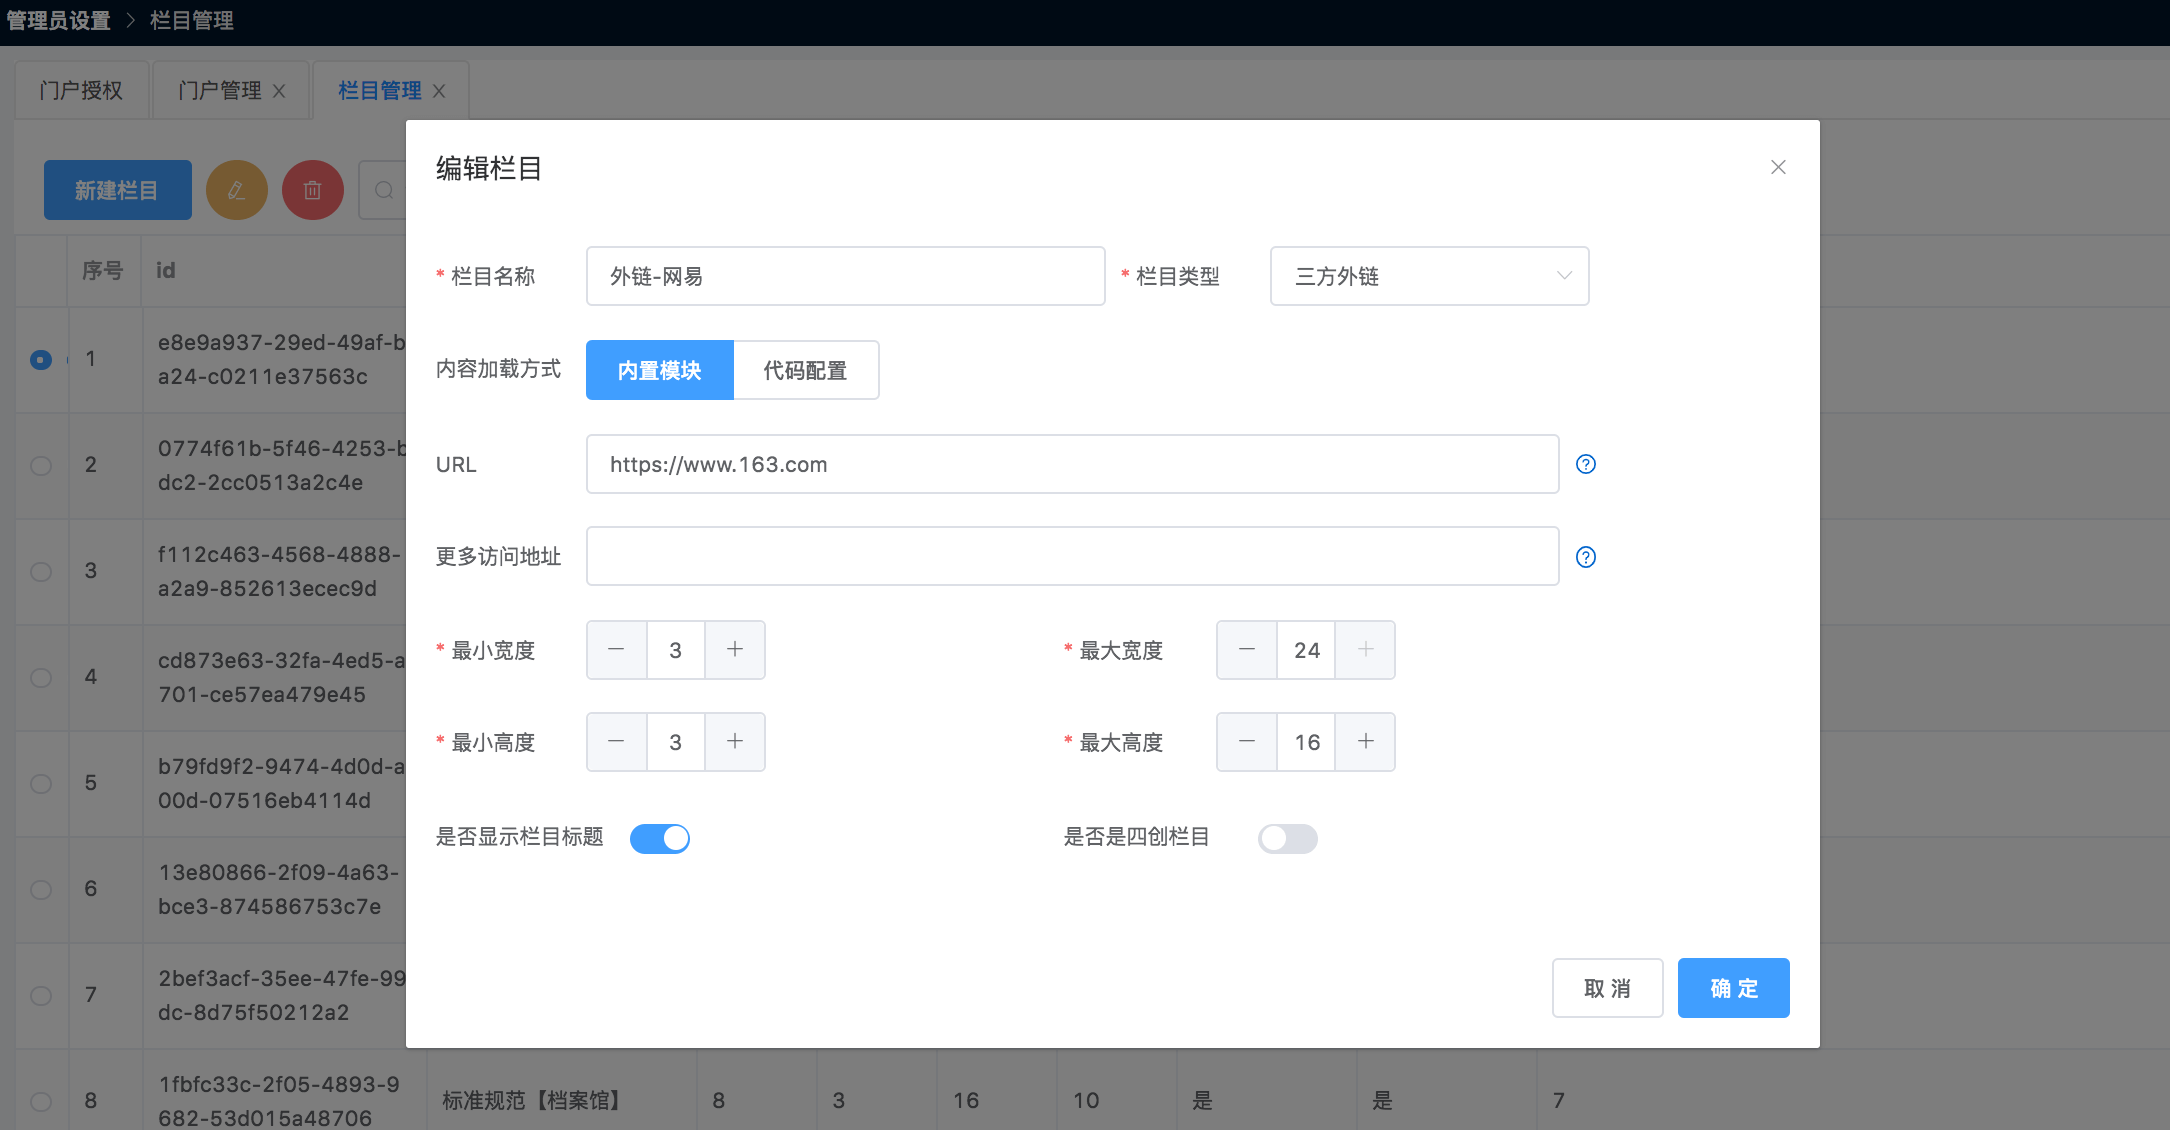 管理员设置 > 栏目管理
门户授权 门户管理 栏目管理
新建栏目
序号 id
1 e8e9a937-29ed-49af-b
a24-c0211e37563c
2 0774f61b-5f46-4253-b
dc2-2cc0513a2c4e
3 f112c463-4568-4888-
a2a9-852613ecec9d
4 cd873e63-32fa-4ed5-a
701-ce57ea479e45
5 b79fd9f2-9474-4d0d-a
00d-07516eb4114d
6 13e80866-2f09-4a63-
bce3-874586753c7e
7 2bef3acf-35ee-47fe-99
dc-8d75f50212a2
8 1fbfc33c-2f05-4893-9
682-53d015a48706
标准规范【档案馆】 8 3 16 10 是 是 7
编辑栏目
* 栏目名称 外链-网易 * 栏目类型 三方外链
内容加载方式 内置模块 代码配置
URL https://www.163.com
更多访问地址
* 最小宽度 3 * 最大宽度 24
* 最小高度 3 * 最大高度 16
是否显示栏目标题 是否是四创栏目
取 消 确 定